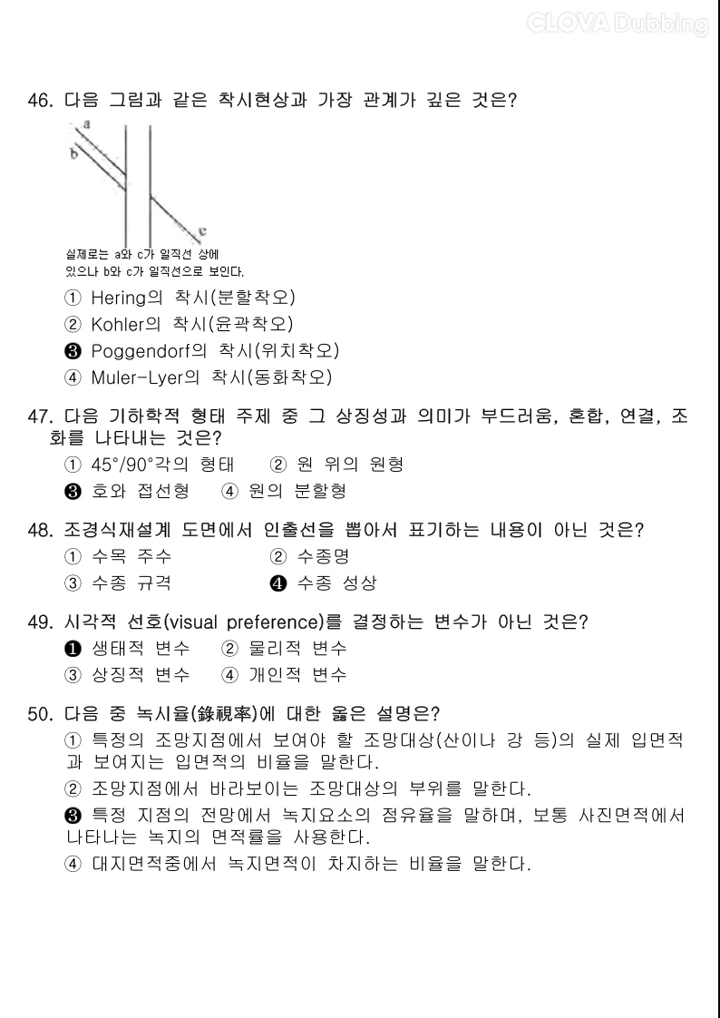 CLOVA Dubbing
46. 다음 그림과 같은 착시현상과 가장 관계가 깊은 것은?
a
b
c
실제로는 a와 c가 일직선 상에
있으나 b와 c가 일직선으로 보인다.
① Hering의 착시(분할착오)
② Kohler의 착시(윤곽착오)
❸ Poggendorf의 착시(위치착오)
④ Muler-Lyer의 착시(동화착오)
47. 다음 기하학적 형태 주제 중 그 상징성과 의미가 부드러움, 혼합, 연결, 조
화를 나타내는 것은?
① 45°/90°각의 형태 ② 원 위의 원형
❸ 호와 접선형 ④ 원의 분할형
48. 조경식재설계 도면에서 인출선을 뽑아서 표기하는 내용이 아닌 것은?
① 수목 주수 ② 수종명
③ 수종 규격 ❹ 수종 성상
49. 시각적 선호(visual preference)를 결정하는 변수가 아닌 것은?
❶ 생태적 변수 ② 물리적 변수
③ 상징적 변수 ④ 개인적 변수
50. 다음 중 녹시율(錄視率)에 대한 옳은 설명은?
① 특정의 조망지점에서 보여야 할 조망대상(산이나 강 등)의 실제 입면적
과 보여지는 입면적의 비율을 말한다.
② 조망지점에서 바라보이는 조망대상의 부위를 말한다.
❸ 특정 지점의 전망에서 녹지요소의 점유율을 말하며, 보통 사진면적에서
나타나는 녹지의 면적률을 사용한다.
④ 대지면적중에서 녹지면적이 차지하는 비율을 말한다.